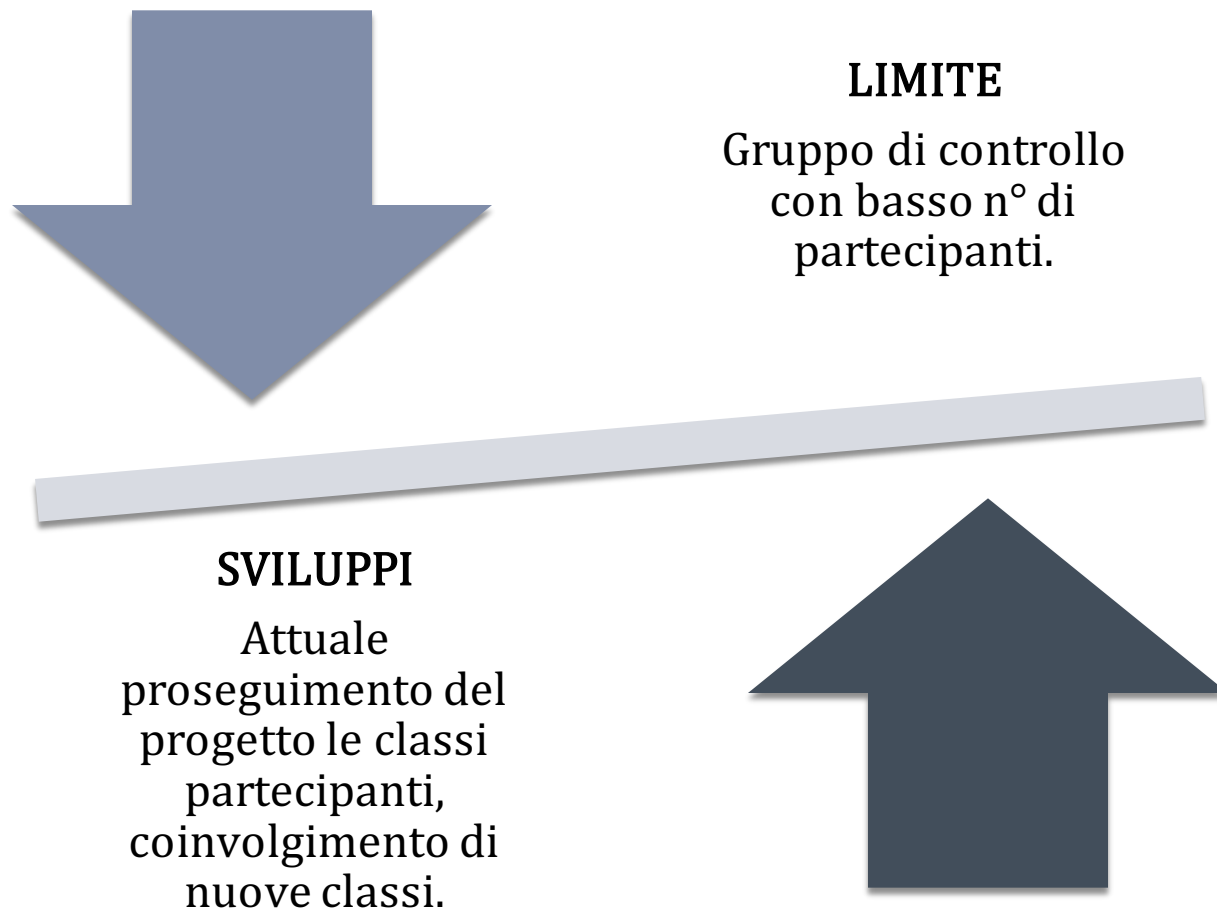 LIMITE
Gruppo di controllo
con basso n° di
partecipanti.
SVILUPPI
Attuale
proseguimento del
progetto le classi
partecipanti,
coinvolgimento di
nuove classi.